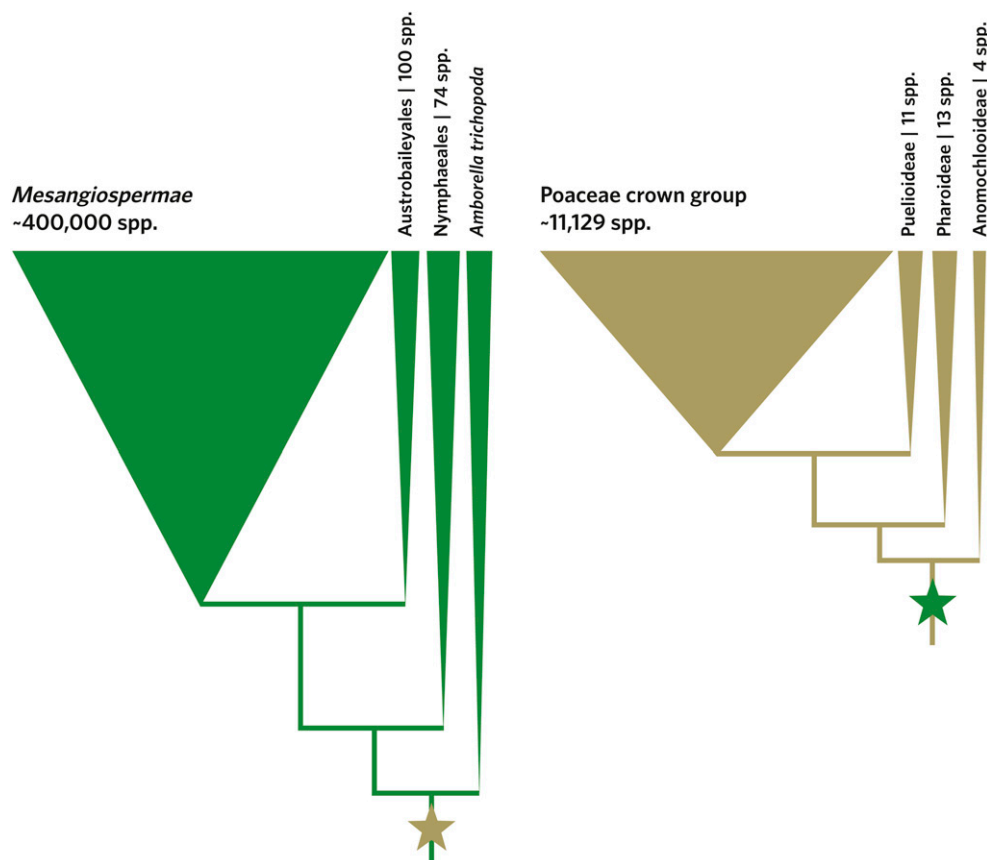 Mesangiospermae
~400,000 spp.
Austrobaileyales | 100 spp.
Nymphaeales | 74 spp.
Amborella trichopoda
Poaceae crown group
~11,129 spp.
Puelioideae | 11 spp.
Pharoideae | 13 spp.
Anomochlooideae | 4 spp.